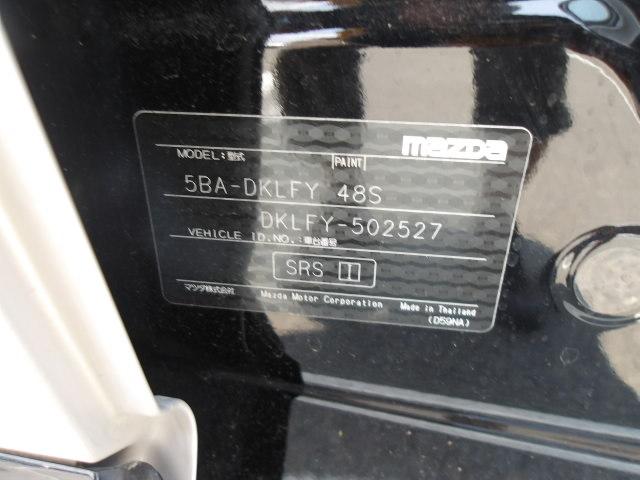 mazda
MODEL:型式 PAINT
5BA-DKLFY 48S
DKLFY-502527
VEHICLE ID.NO.:車台番号
SRS
マツダ株式会社 Mazda Motor Corporation Made in Thailand
(D59NA)